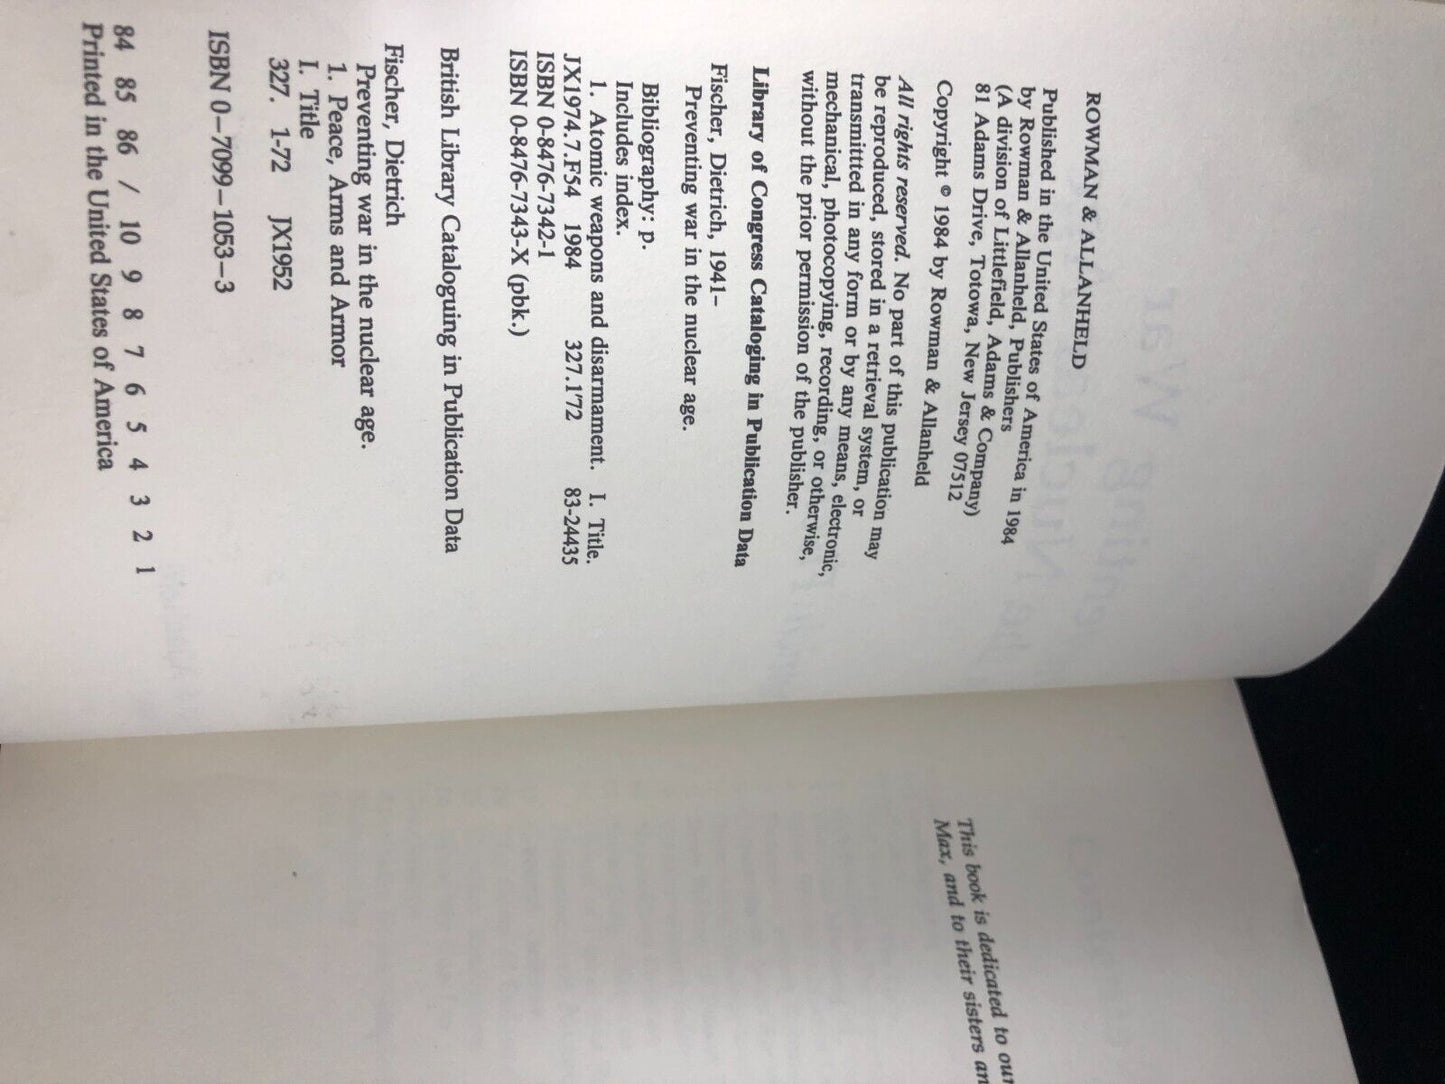 ROWMAN & ALLANHELD
Published in the United States of America in 1984
by Rowman & Allanheld, Publishers
(A division of Littlefield, Adams & Company)
81 Adams Drive, Totowa, New Jersey 07512
Copyright © 1984 by Rowman & Allanheld
All rights reserved. No part of this publication may
be reproduced, stored in a retrieval system, or
transmittted in any form or by any means, electronic,
mechanical, photocopying, recording, or otherwise,
without the prior permission of the publisher.
Library of Congress Cataloging in Publication Data
Fischer, Dietrich, 1941–
Preventing war in the nuclear age.
Bibliography: p.
Includes index.
1. Atomic weapons and disarmament. I. Title.
JX1974.7.F54 1984 327.1'72 83-24435
ISBN 0-8476-7342-1
ISBN 0-8476-7343-X (pbk.)
British Library Cataloguing in Publication Data
Fischer, Dietrich
Preventing war in the nuclear age.
1. Peace, Arms and Armor
I. Title
327. 1-72 JX1952
ISBN 0–7099–1053–3
84 85 86 / 10 9 8 7 6 5 4 3 2 1
Printed in the United States of America
This book is dedicated to our
Max, and to their sisters an